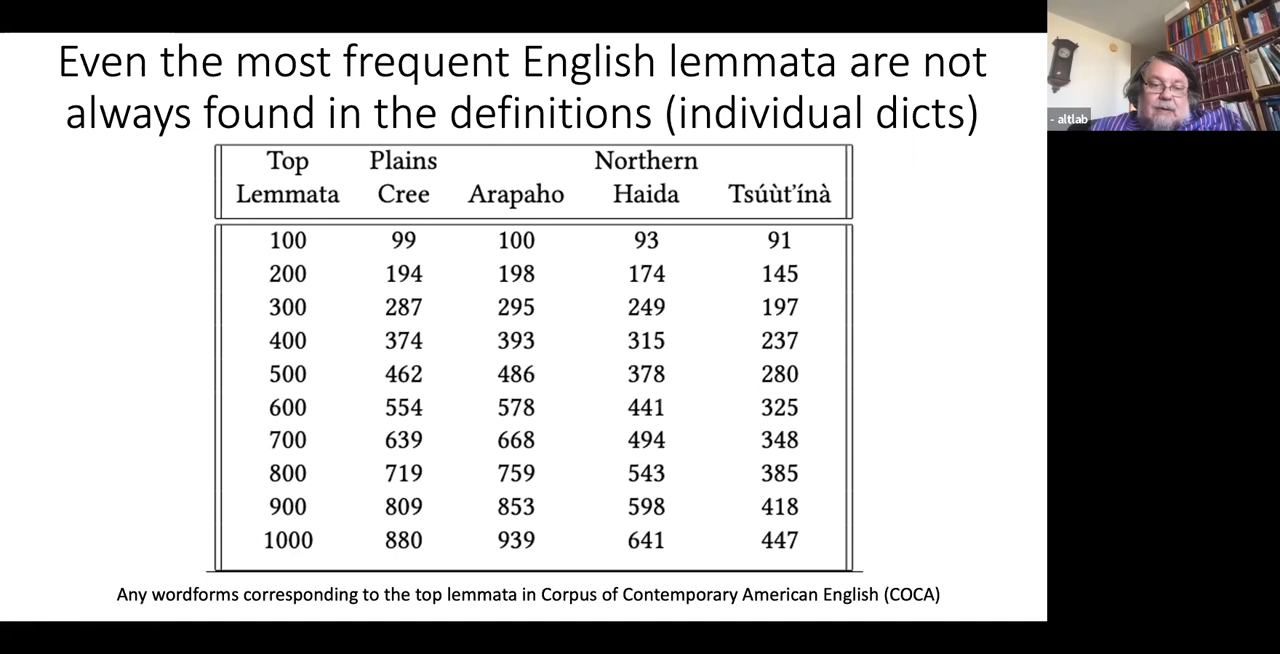 Even the most frequent English lemmata are not
always found in the definitions (individual dicts)
Top Plains Northern
Lemmata Cree Arapaho Haida Tsúùt'ínà
100 99 100 93 91
200 194 198 174 145
300 287 295 249 197
400 374 393 315 237
500 462 486 378 280
600 554 578 441 325
700 639 668 494 348
800 719 759 543 385
900 809 853 598 418
1000 880 939 641 447
Any wordforms corresponding to the top lemmata in Corpus of Contemporary American English (COCA)
- altlab